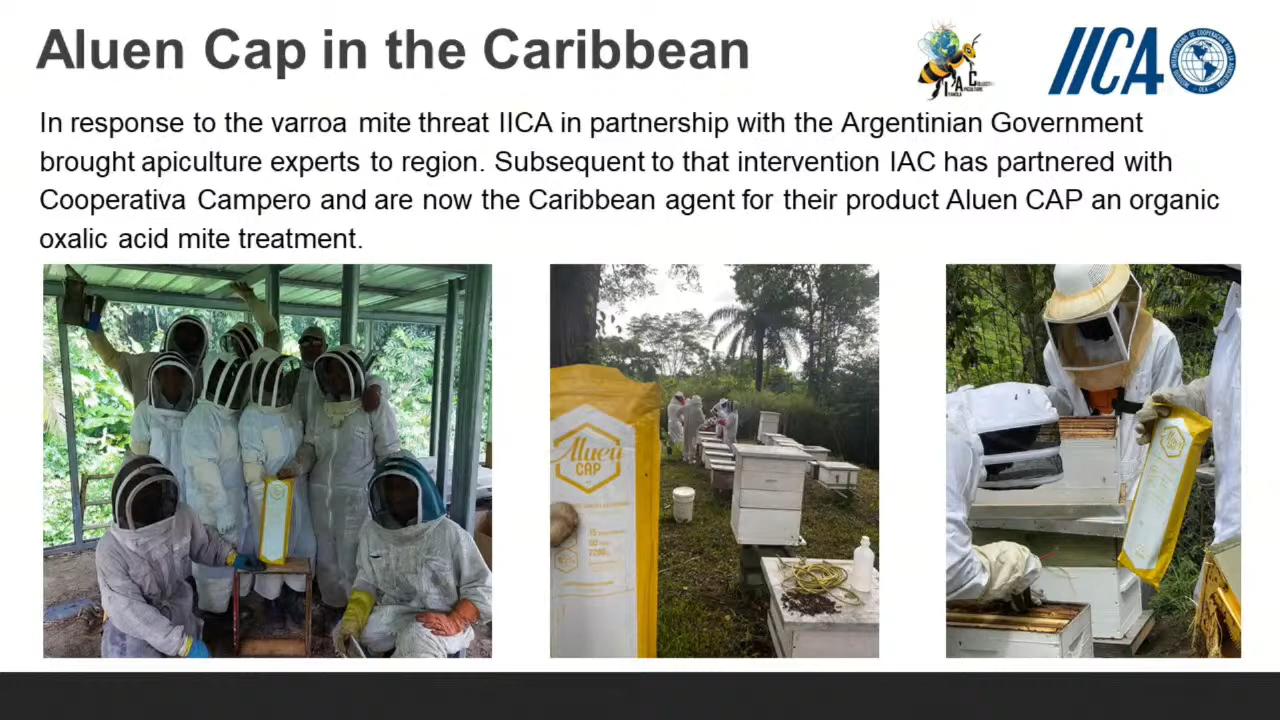 Aluen Cap in the Caribbean
IAC
IICA
In response to the varroa mite threat IICA in partnership with the Argentinian Government
brought apiculture experts to region. Subsequent to that intervention IAC has partnered with
Cooperativa Campero and are now the Caribbean agent for their product Aluen CAP an organic
oxalic acid mite treatment.
Aluen
CAP